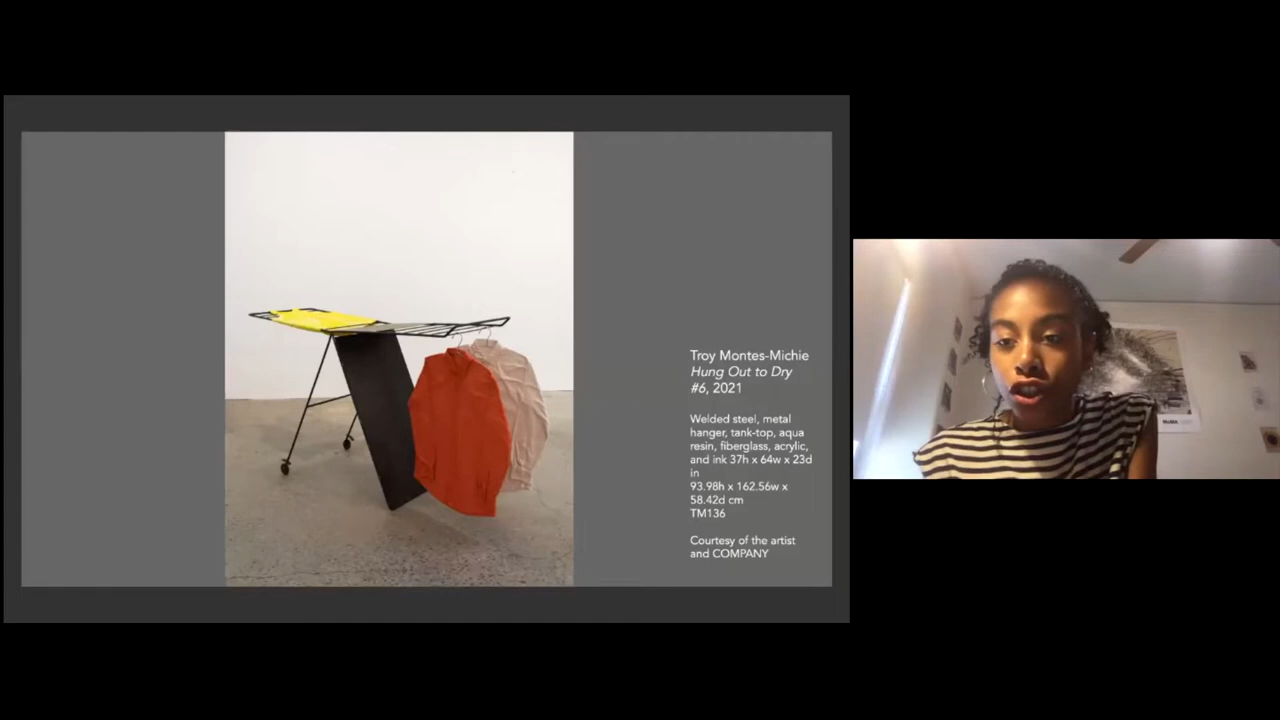 Troy Montes-Michie
Hung Out to Dry
#6, 2021
Welded steel, metal
hanger, tank-top, aqua
resin, fiberglass, acrylic,
and ink 37h x 64w x 23d
in
93.98h x 162.56w x
58.42d cm
TM136
Courtesy of the artist
and COMPANY